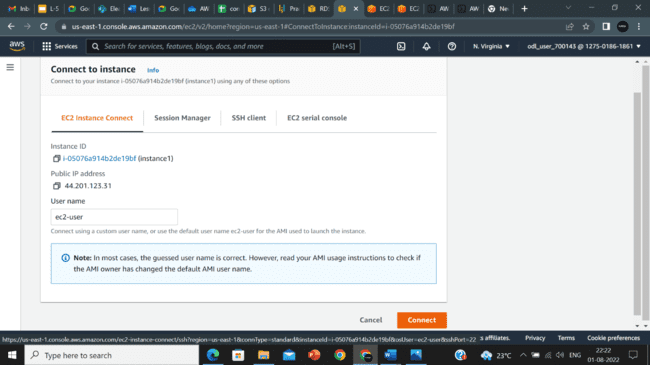 Inb
L-5
Goo
Ele
Les
Goo
AW
con
S3
Pro
RD
EC
EC
AW
AW
Ne
us-east-1.console.aws.amazon.com/ec2/v2/home?region=us-east-1#ConnectToInstance:instanceId=i-05076a914b2de19bf
aws
Services
Search for services, features, blogs, docs, and more
[Alt+S]
N. Virginia
odl_user_700143 @ 1275-0186-1861
Connect to instance Info
Connect to your instance i-05076a914b2de19bf (instance1) using any of these options
EC2 Instance Connect
Session Manager
SSH client
EC2 serial console
Instance ID
i-05076a914b2de19bf (instance1)
Public IP address
44.201.123.31
User name
ec2-user
Connect using a custom user name, or use the default user name ec2-user for the AMI used to launch the instance.
Note: In most cases, the guessed user name is correct. However, read your AMI usage instructions to check if
the AMI owner has changed the default AMI user name.
Cancel
Connect
https://us-east-1.console.aws.amazon.com/ec2-instance-connect/ssh?region=us-east-1&connType=standard&instanceId=i-05076a914b2de19bf&osUser=ec2-user&sshPort=22
s affiliates.
Privacy
Terms
Cookie preferences
Type here to search
23°C
ENG
22:22
01-08-2022